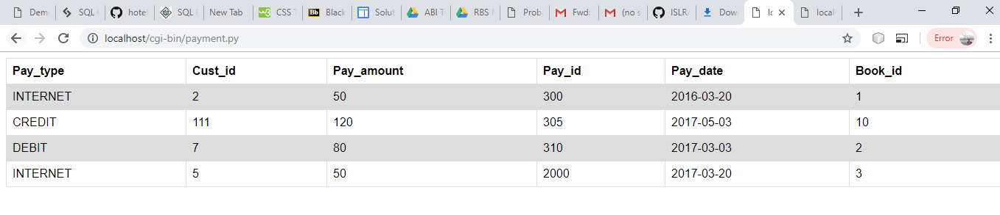 Dem SQL hote SQL New Tab CSS T Bb Black Solut ABI T RBS Prob Fwd: (no s ISLR Dow lo local
localhost/cgi-bin/payment.py Error
Pay_type Cust_id Pay_amount Pay_id Pay_date Book_id
INTERNET 2 50 300 2016-03-20 1
CREDIT 111 120 305 2017-05-03 10
DEBIT 7 80 310 2017-03-03 2
INTERNET 5 50 2000 2017-03-20 3